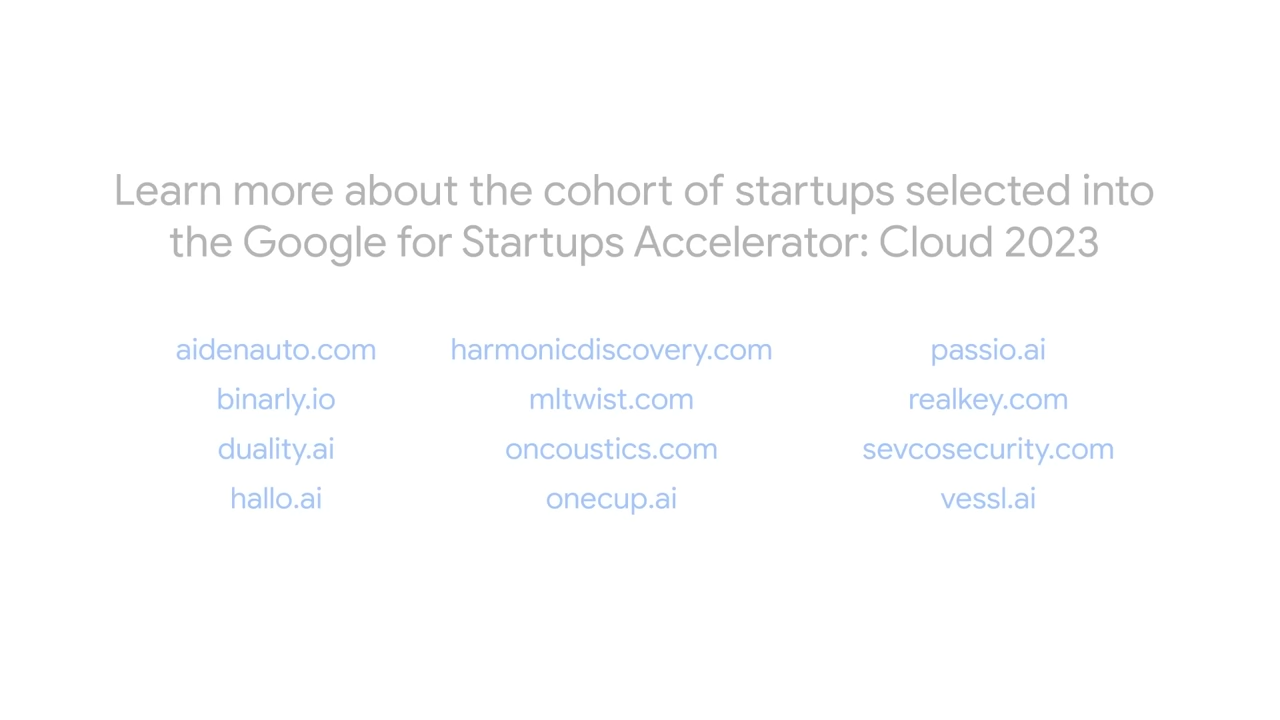 Learn more about the cohort of startups selected into
the Google for Startups Accelerator: Cloud 2023
aidenauto.com
binarly.io
duality.ai
hallo.ai
harmonicdiscovery.com
mltwist.com
oncoustics.com
onecup.ai
passio.ai
realkey.com
sevcosecurity.com
vessl.ai